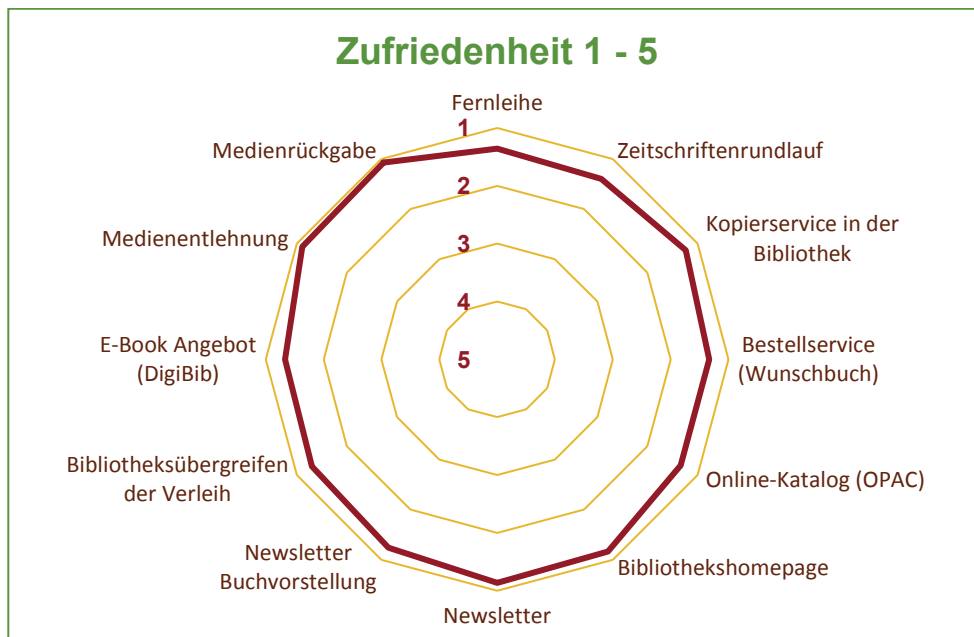 Zufriedenheit 1 - 5
Fernleihe
1
Zeitschriftenrundlauf
Medienrückgabe
2
Kopierservice in der
Bibliothek
Medienentlehnung
3
4
E-Book Angebot
(DigiBib)
5
Bestellservice
(Wunschbuch)
Bibliotheksübergreifen
der Verleih
Online-Katalog (OPAC)
Newsletter
Buchvorstellung
Bibliothekshomepage
Newsletter